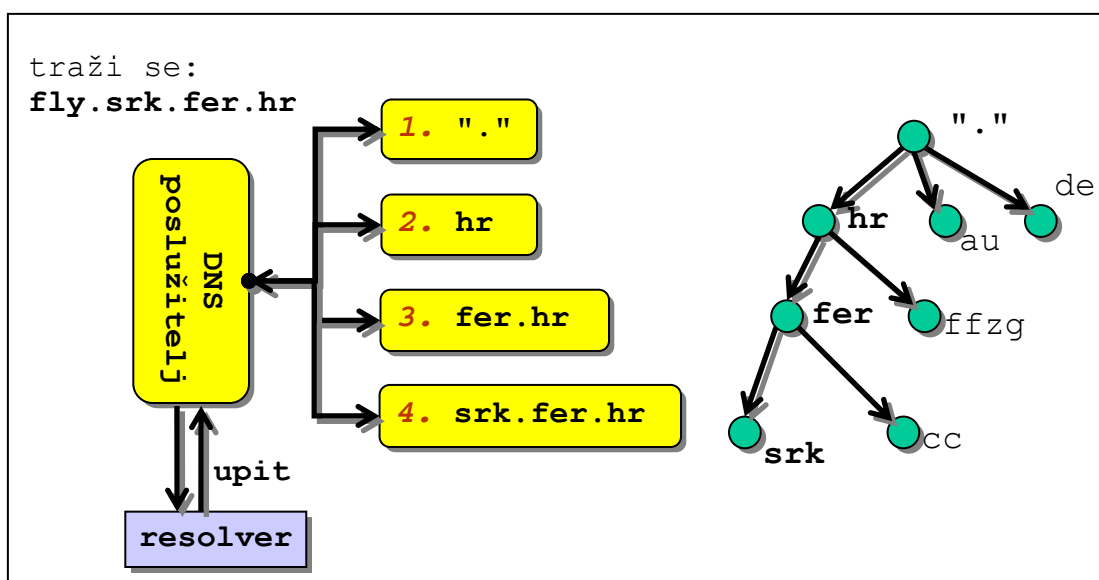 traži se:
fly.srk.fer.hr
1. "."
2. hr
3. fer.hr
4. srk.fer.hr
DNS
poslužitelj
upit
resolver
"."
hr
au
de
fer
ffzg
srk
cc